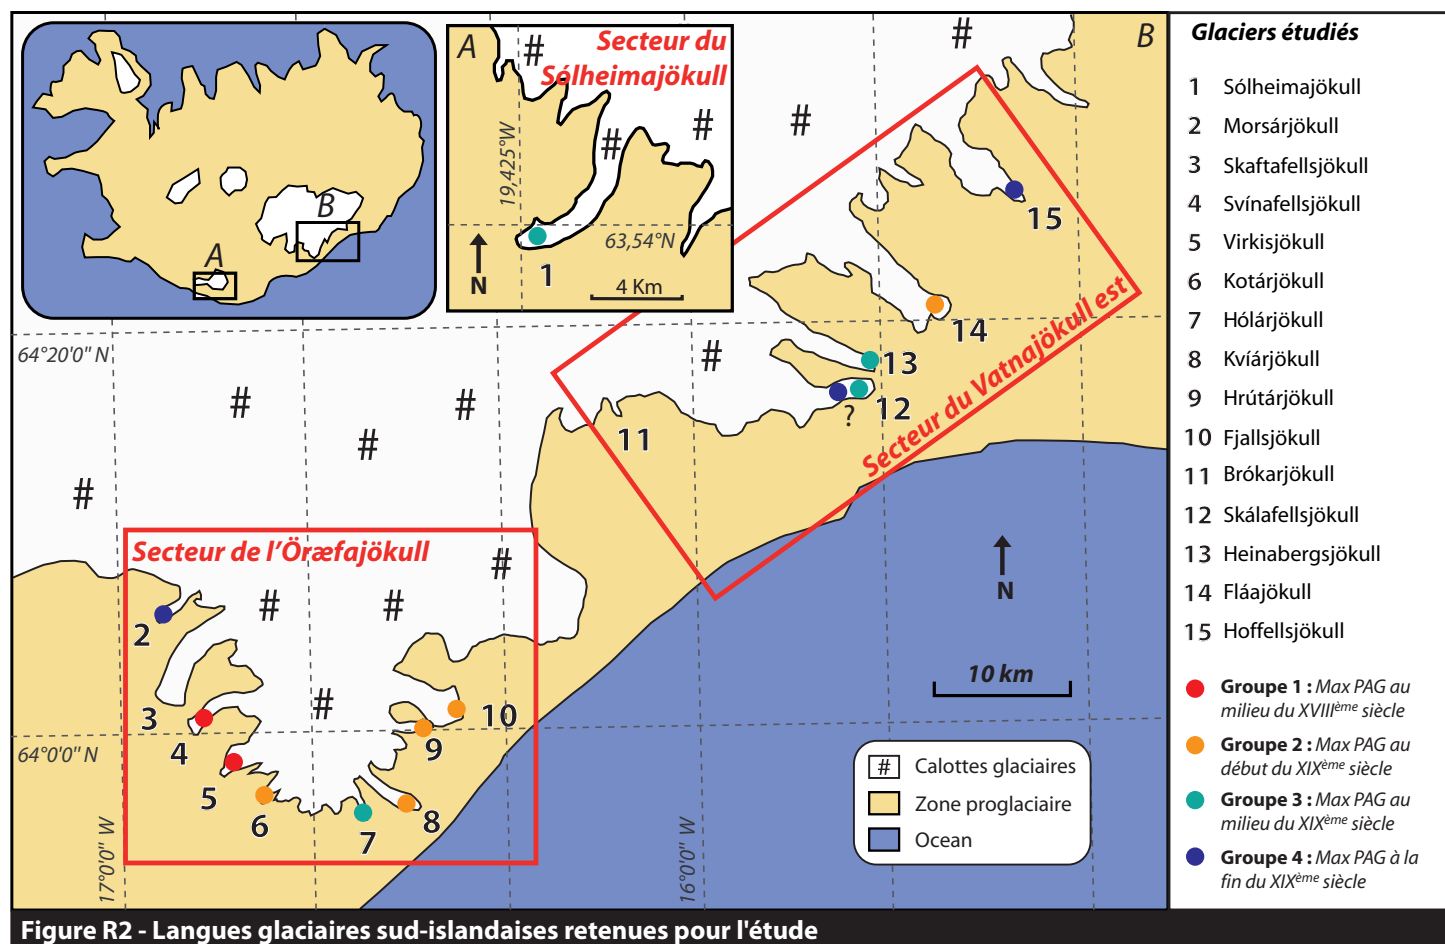 A
B
A
Secteur du
Sólheimajökull
#
#
#
19,425°W
63,54°N
N
1
4 Km
B
#
#
15
14
13
12
?
11
#
Secteur du Vatnajökull est
64°20'0" N
#
#
#
#
#
Secteur de l'Öræfajökull
#
#
#
2
3
4
5
6
7
8
9
10
64°0'0" N
17°0'0" W
16°0'0" W
N
10 km
# Calottes glaciaires
Zone proglaciaire
Ocean
Glaciers étudiés
1 Sólheimajökull
2 Morsárjökull
3 Skaftafellsjökull
4 Svínafellsjökull
5 Virkisjökull
6 Kotárjökull
7 Hólárjökull
8 Kvíárjökull
9 Hrútárjökull
10 Fjallsjökull
11 Brókarjökull
12 Skálafellsjökull
13 Heinabergsjökull
14 Fláajökull
15 Hoffellsjökull
Groupe 1 : Max PAG au
milieu du XVIIIème siècle
Groupe 2 : Max PAG au
début du XIXème siècle
Groupe 3 : Max PAG au
milieu du XIXème siècle
Groupe 4 : Max PAG à la
fin du XIXème siècle
Figure R2 - Langues glaciaires sud-islandaises retenues pour l'étude